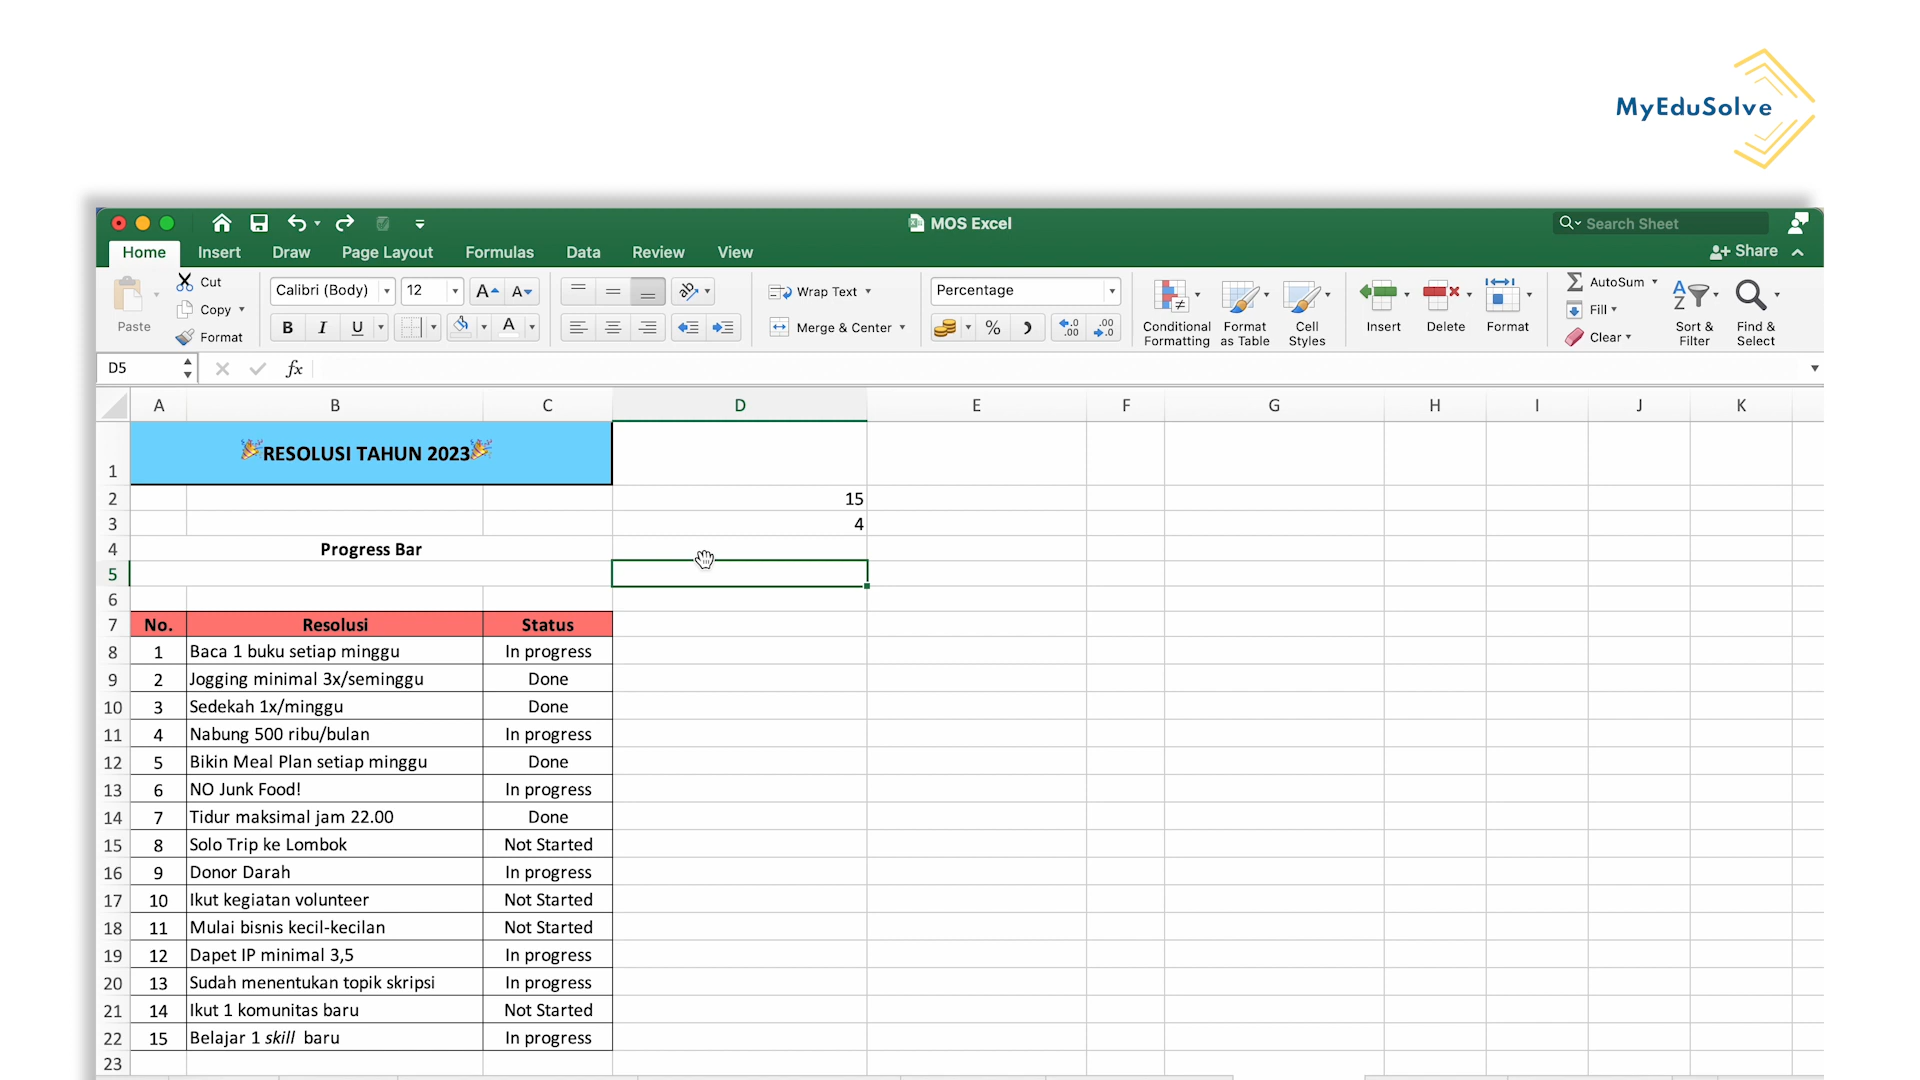 MyEduSolve
MOS Excel
Search Sheet
Home Insert Draw Page Layout Formulas Data Review View
Share
Paste
Cut
Copy
Format
Calibri (Body) 12
B I U
Wrap Text
Merge & Center
Percentage
Conditional Formatting
Format as Table
Cell Styles
Insert
Delete
Format
AutoSum
Fill
Clear
Sort & Filter
Find & Select
D5
fx
A B C D E F G H I J K
1 🎉RESOLUSI TAHUN 2023🎉
2 15
3 4
4 Progress Bar
5
6
7 No. Resolusi Status
8 1 Baca 1 buku setiap minggu In progress
9 2 Jogging minimal 3x/seminggu Done
10 3 Sedekah 1x/minggu Done
11 4 Nabung 500 ribu/bulan In progress
12 5 Bikin Meal Plan setiap minggu Done
13 6 NO Junk Food! In progress
14 7 Tidur maksimal jam 22.00 Done
15 8 Solo Trip ke Lombok Not Started
16 9 Donor Darah In progress
17 10 Ikut kegiatan volunteer Not Started
18 11 Mulai bisnis kecil-kecilan Not Started
19 12 Dapet IP minimal 3,5 In progress
20 13 Sudah menentukan topik skripsi In progress
21 14 Ikut 1 komunitas baru Not Started
22 15 Belajar 1 skill baru In progress
23